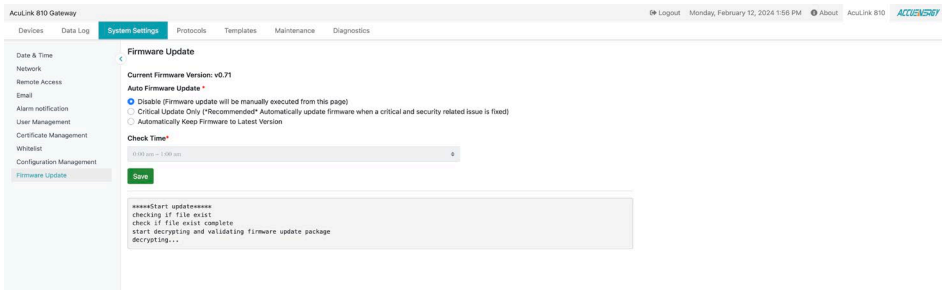 AcuLink 810 Gateway
Logout Monday, February 12, 2024 1:56 PM About AcuLink 810 ACCUENERGY
Devices Data Log System Settings Protocols Templates Maintenance Diagnostics
Date & Time
Network
Remote Access
Email
Alarm notification
User Management
Certificate Management
Whitelist
Configuration Management
Firmware Update
Firmware Update
Current Firmware Version: v0.71
Auto Firmware Update *
Disable (Firmware update will be manually executed from this page)
Critical Update Only (*Recommended* Automatically update firmware when a critical and security related issue is fixed)
Automatically Keep Firmware to Latest Version
Check Time*
0:00 am - 1:00 am
Save
*****Start update*****
checking if file exist
check if file exist complete
start decrypting and validating firmware update package
decrypting...